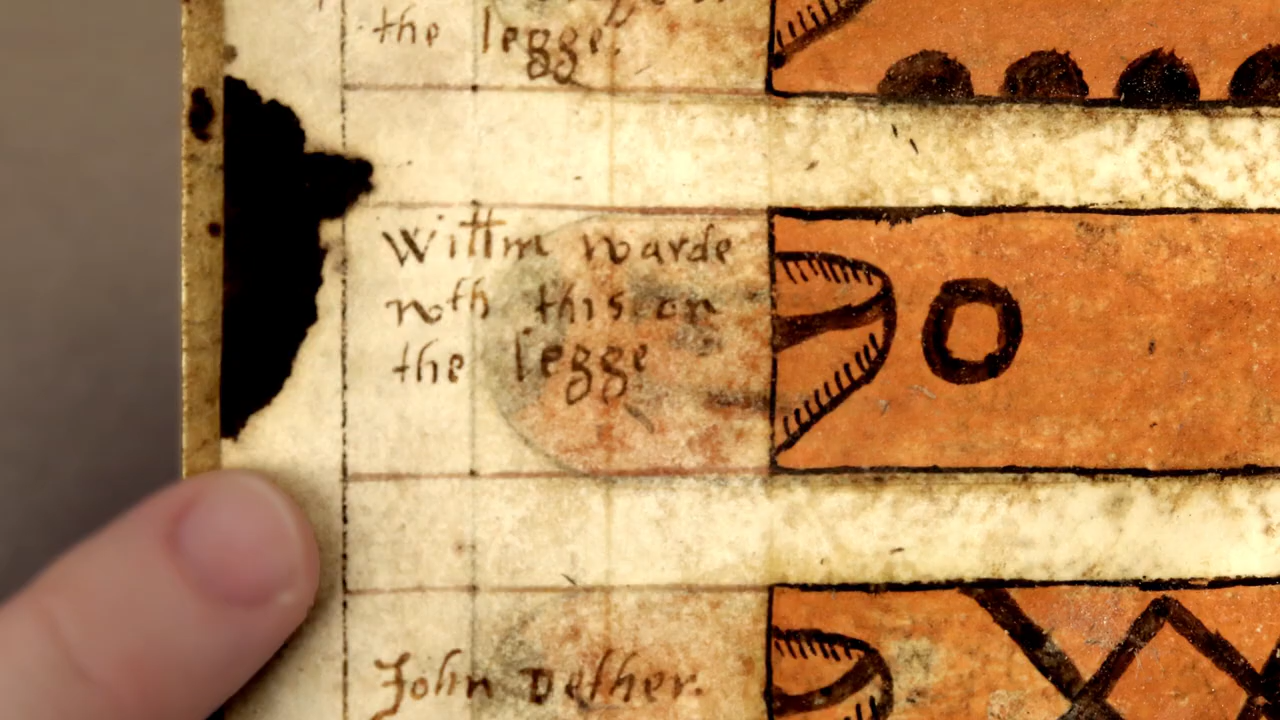 the legge.
Willm warde
wth this on
the legge
John Dether.